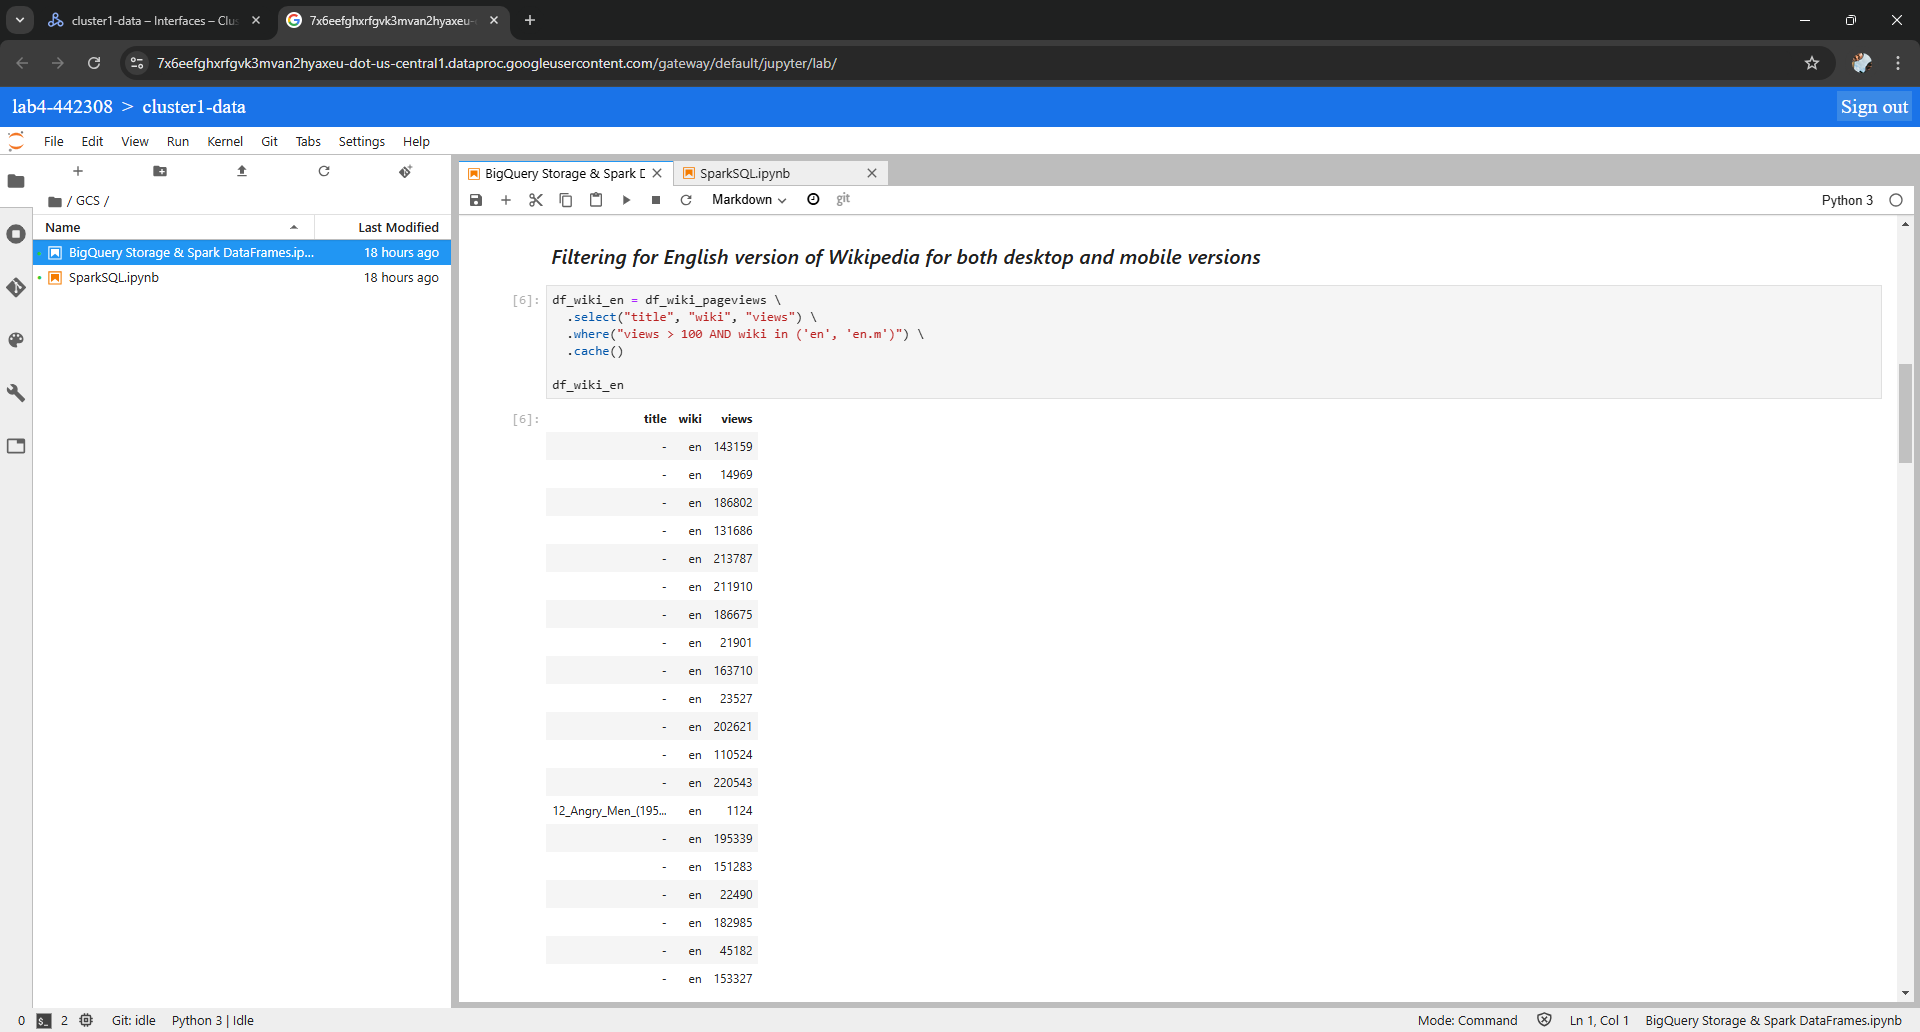 cluster1-data – Interfaces – Clu
7x6eefghxrfgvk3mvan2hyaxeu-
7x6eefghxrfgvk3mvan2hyaxeu-dot-us-central1.dataproc.googleusercontent.com/gateway/default/jupyter/lab/
lab4-442308 > cluster1-data
Sign out
File Edit View Run Kernel Git Tabs Settings Help
/ GCS /
Name Last Modified
BigQuery Storage & Spark DataFrames.ip... 18 hours ago
SparkSQL.ipynb 18 hours ago
BigQuery Storage & Spark D
SparkSQL.ipynb
Markdown
git
Python 3
Filtering for English version of Wikipedia for both desktop and mobile versions
[6]: df_wiki_en = df_wiki_pageviews \
.select("title", "wiki", "views") \
.where("views > 100 AND wiki in ('en', 'en.m')") \
.cache()
df_wiki_en
[6]: title wiki views
- en 143159
- en 14969
- en 186802
- en 131686
- en 213787
- en 211910
- en 186675
- en 21901
- en 163710
- en 23527
- en 202621
- en 110524
- en 220543
12_Angry_Men_(195... en 1124
- en 195339
- en 151283
- en 22490
- en 182985
- en 45182
- en 153327
0 $_ 2 Git: idle Python 3 | Idle
Mode: Command Ln 1, Col 1 BigQuery Storage & Spark DataFrames.ipynb